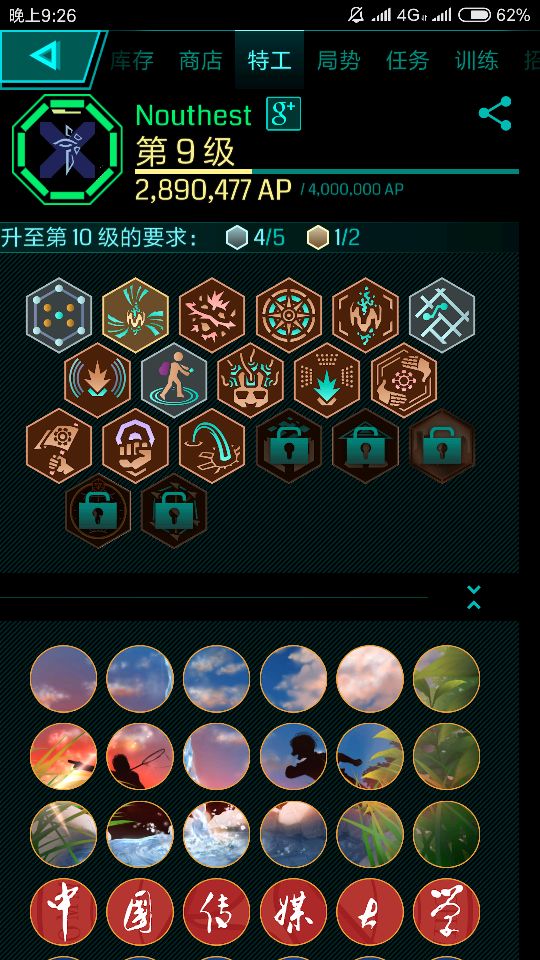 晚上9:26 4G 62%
库存 商店 特工 局势 任务 训练
Nouthest g+
第 9 级
2,890,477 AP / 4,000,000 AP
升至第 10 级的要求： 4/5 1/2
中 国 传 媒 大 学